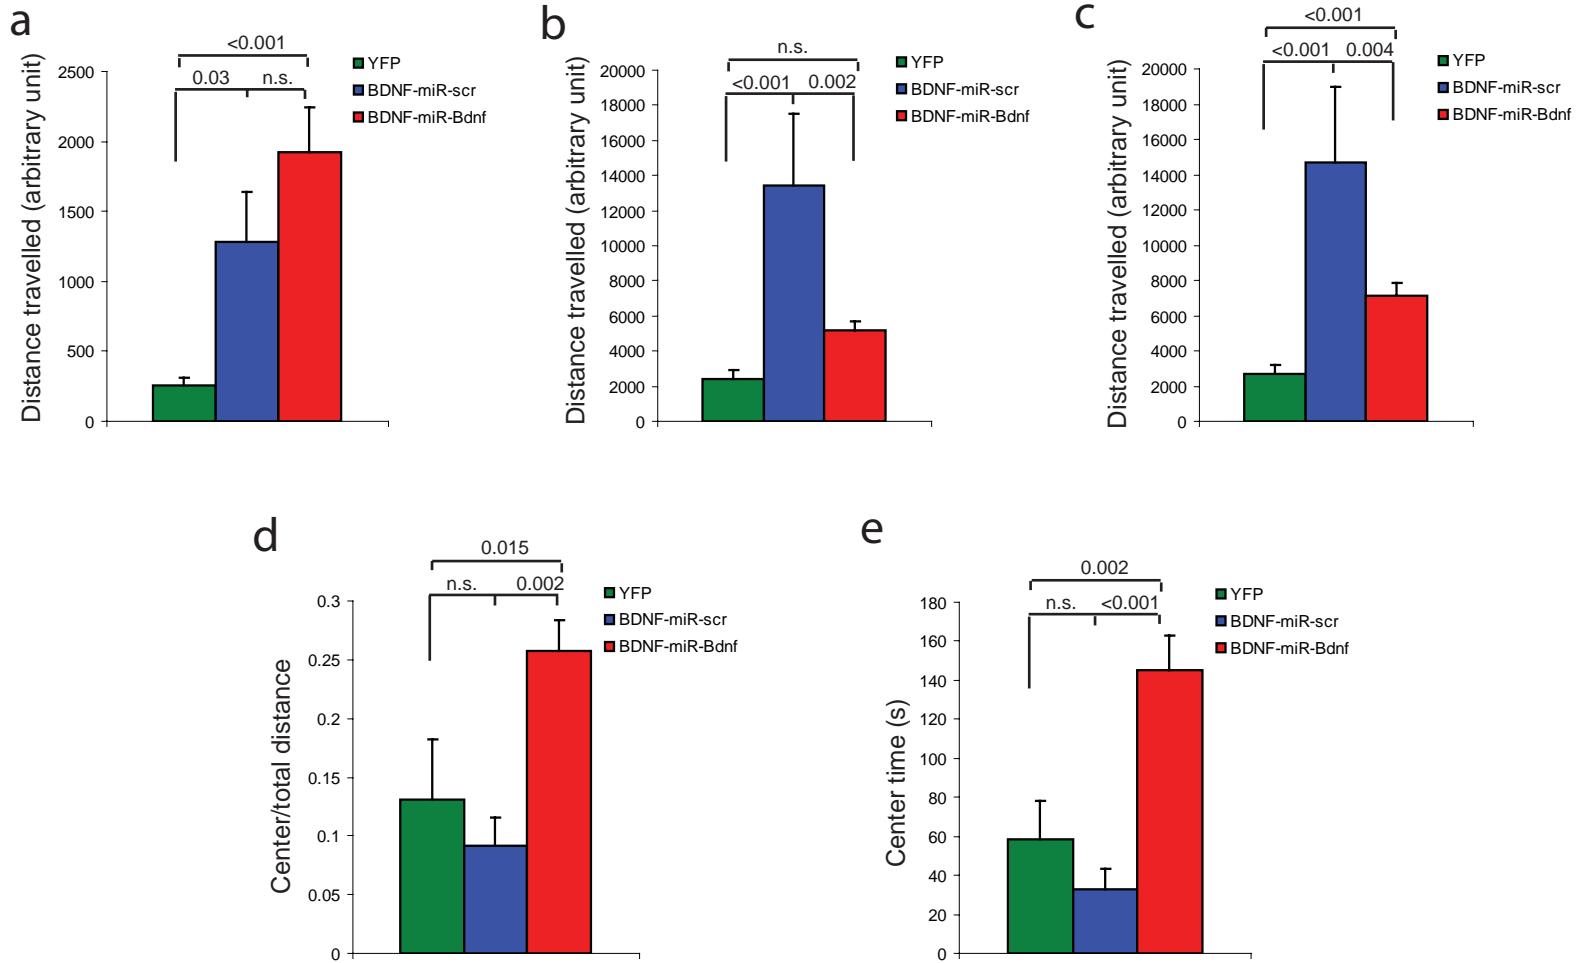 a
<0.001
0.03 n.s.
Distance travelled (arbitrary unit)
2500
2000
1500
1000
500
0
YFP
BDNF-miR-scr
BDNF-miR-Bdnf
b
n.s.
<0.001 0.002
Distance travelled (arbitrary unit)
20000
18000
16000
14000
12000
10000
8000
6000
4000
2000
0
YFP
BDNF-miR-scr
BDNF-miR-Bdnf
c
<0.001
<0.001 0.004
Distance travelled (arbitrary unit)
20000
18000
16000
14000
12000
10000
8000
6000
4000
2000
0
YFP
BDNF-miR-scr
BDNF-miR-Bdnf
d
0.015
n.s. 0.002
Center/total distance
0.3
0.25
0.2
0.15
0.1
0.05
0
YFP
BDNF-miR-scr
BDNF-miR-Bdnf
e
0.002
n.s. <0.001
Center time (s)
180
160
140
120
100
80
60
40
20
0
YFP
BDNF-miR-scr
BDNF-miR-Bdnf